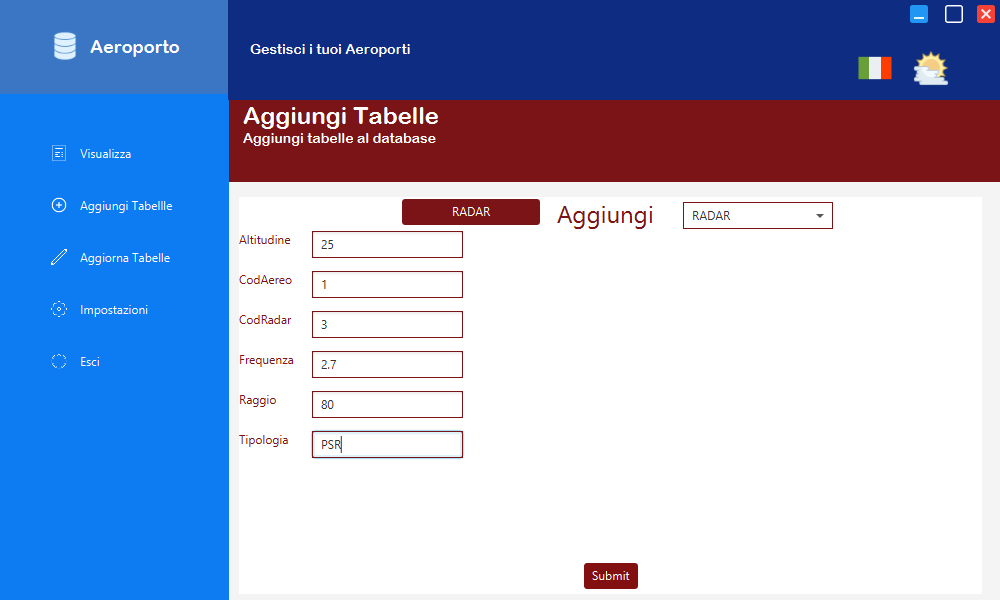 Aeroporto
Gestisci i tuoi Aeroporti
Aggiungi Tabelle
Aggiungi tabelle al database
Visualizza
Aggiungi Tabellle
Aggiorna Tabelle
Impostazioni
Esci
RADAR
Aggiungi
RADAR
Altitudine 25
CodAereo 1
CodRadar 3
Frequenza 2.7
Raggio 80
Tipologia PSR
Submit